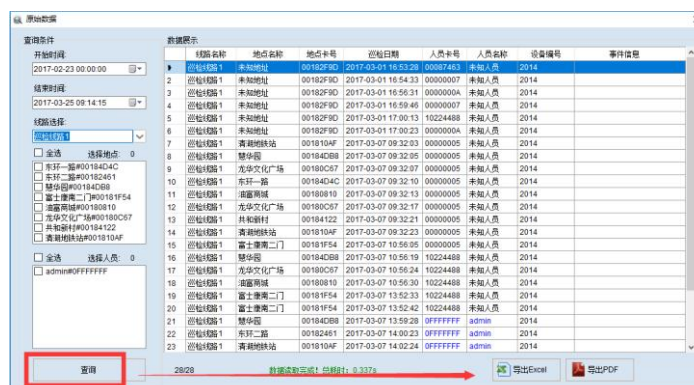 原始数据
查询条件
开始时间:
2017-02-23 00:00:00
结束时间:
2017-03-25 09:14:15
线路选择:
巡检线路1
全选 选择地点: 0
东环一路#00184D4C
东环二路#00182461
慧华园#00184DB8
富士康南二门#00181F54
油富商城#00180810
龙华文化广场#00180C67
共和新村#00184122
青湖地铁站#001810AF
全选 选择人员: 0
admin#0FFFFFFF
查询
数据展示
线路名称 地点名称 地点卡号 巡检日期 人员卡号 人员名称 设备编号 事件信息
巡检线路1 未知地址 00182F9D 2017-03-01 16:53:28 00087463 未知人员 2014
2 巡检线路1 未知地址 00182F9D 2017-03-01 16:54:33 00000007 未知人员 2014
3 巡检线路1 未知地址 00182F9D 2017-03-01 16:56:31 0000000A 未知人员 2014
4 巡检线路1 未知地址 00182F9D 2017-03-01 16:59:46 00000007 未知人员 2014
5 巡检线路1 未知地址 00182F9D 2017-03-01 17:00:13 10224488 未知人员 2014
6 巡检线路1 未知地址 00182F9D 2017-03-01 17:00:23 0000000A 未知人员 2014
7 巡检线路1 青湖地铁站 001810AF 2017-03-07 09:32:03 00000005 未知人员 2014
8 巡检线路1 慧华园 00184DB8 2017-03-07 09:32:05 00000005 未知人员 2014
9 巡检线路1 龙华文化广场 00180C67 2017-03-07 09:32:07 00000005 未知人员 2014
10 巡检线路1 东环一路 00184D4C 2017-03-07 09:32:10 00000005 未知人员 2014
11 巡检线路1 油富商城 00180810 2017-03-07 09:32:13 00000005 未知人员 2014
12 巡检线路1 龙华文化广场 00180C67 2017-03-07 09:32:17 00000005 未知人员 2014
13 巡检线路1 共和新村 00184122 2017-03-07 09:32:21 00000005 未知人员 2014
14 巡检线路1 青湖地铁站 001810AF 2017-03-07 09:32:23 00000005 未知人员 2014
15 巡检线路1 富士康南二门 00181F54 2017-03-07 10:56:05 00000005 未知人员 2014
16 巡检线路1 慧华园 00184DB8 2017-03-07 10:56:19 10224488 未知人员 2014
17 巡检线路1 龙华文化广场 00180C67 2017-03-07 10:56:24 10224488 未知人员 2014
18 巡检线路1 油富商城 00180810 2017-03-07 10:56:30 10224488 未知人员 2014
19 巡检线路1 富士康南二门 00181F54 2017-03-07 13:52:33 10224488 未知人员 2014
20 巡检线路1 富士康南二门 00181F54 2017-03-07 13:52:42 10224488 未知人员 2014
21 巡检线路1 慧华园 00184DB8 2017-03-07 13:59:28 0FFFFFFF admin 2014
22 巡检线路1 东环二路 00182461 2017-03-07 14:00:23 0FFFFFFF admin 2014
23 巡检线路1 青湖地铁站 001810AF 2017-03-07 14:02:24 0FFFFFFF admin 2014
28/28 数据读取完成! 总耗时: 0.337s 导出Excel 导出PDF